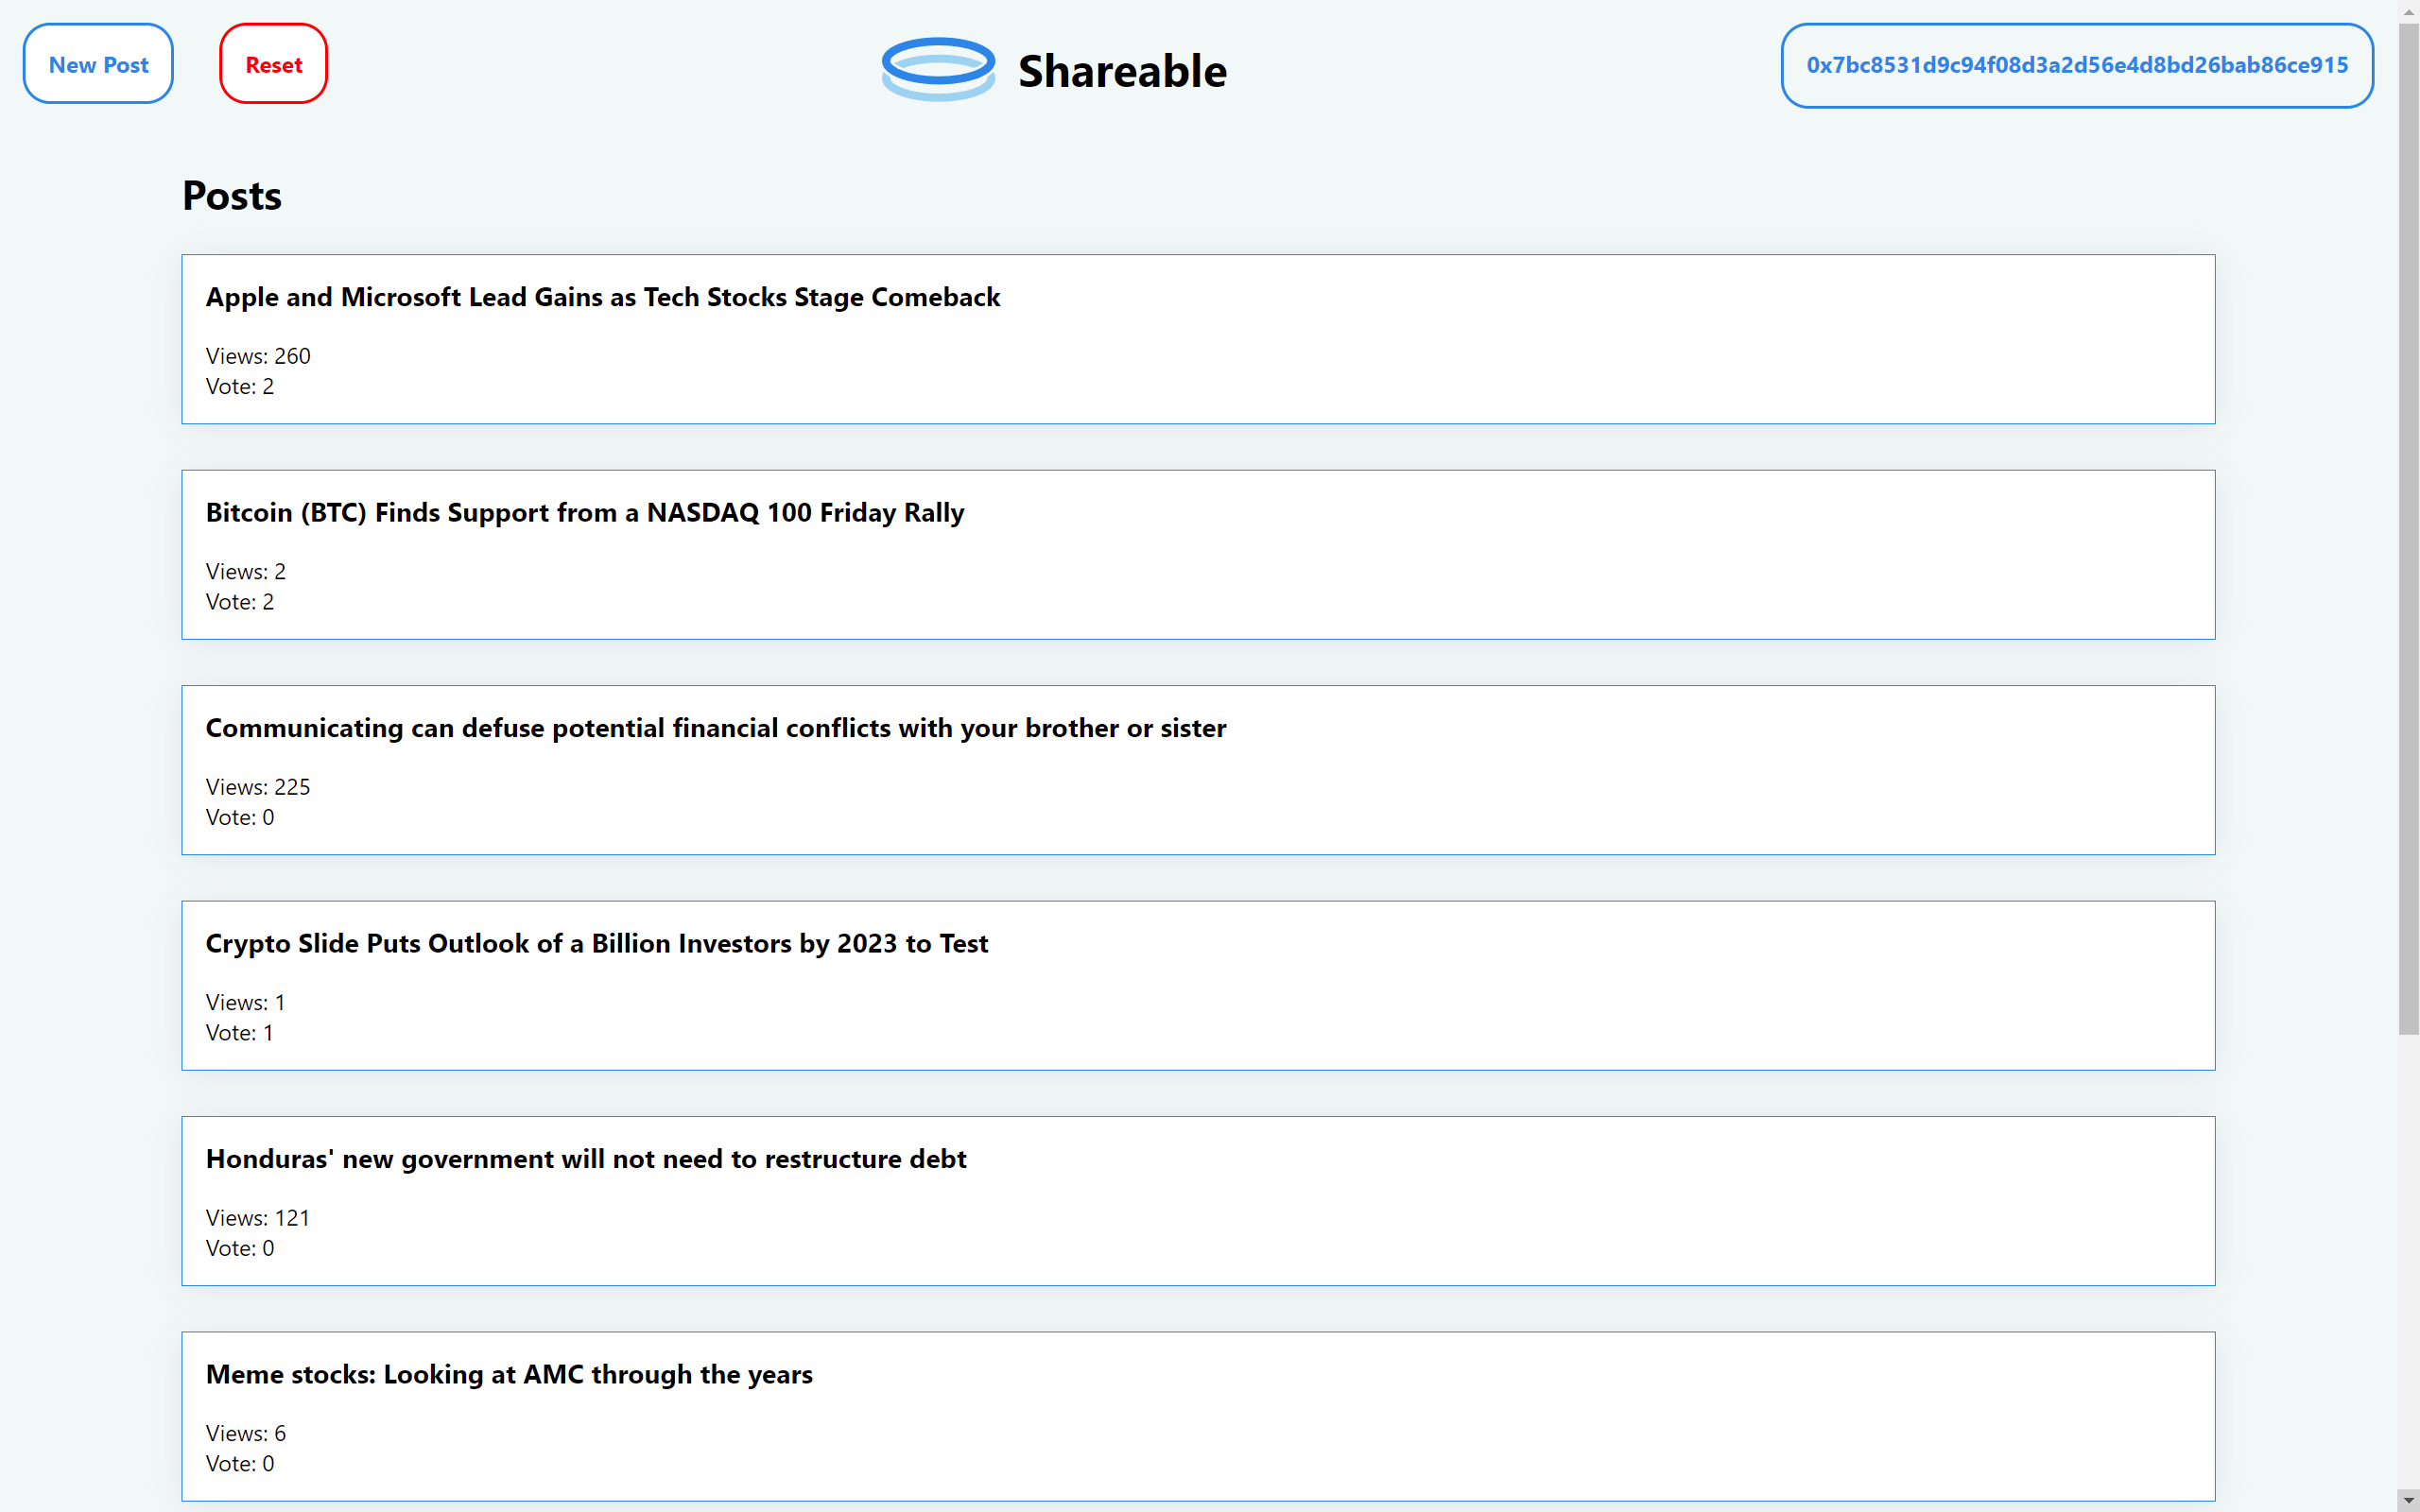 New Post
Reset
Shareable
0x7bc8531d9c94f08d3a2d56e4d8bd26bab86ce915
Posts
Apple and Microsoft Lead Gains as Tech Stocks Stage Comeback
Views: 260
Vote: 2
Bitcoin (BTC) Finds Support from a NASDAQ 100 Friday Rally
Views: 2
Vote: 2
Communicating can defuse potential financial conflicts with your brother or sister
Views: 225
Vote: 0
Crypto Slide Puts Outlook of a Billion Investors by 2023 to Test
Views: 1
Vote: 1
Honduras' new government will not need to restructure debt
Views: 121
Vote: 0
Meme stocks: Looking at AMC through the years
Views: 6
Vote: 0